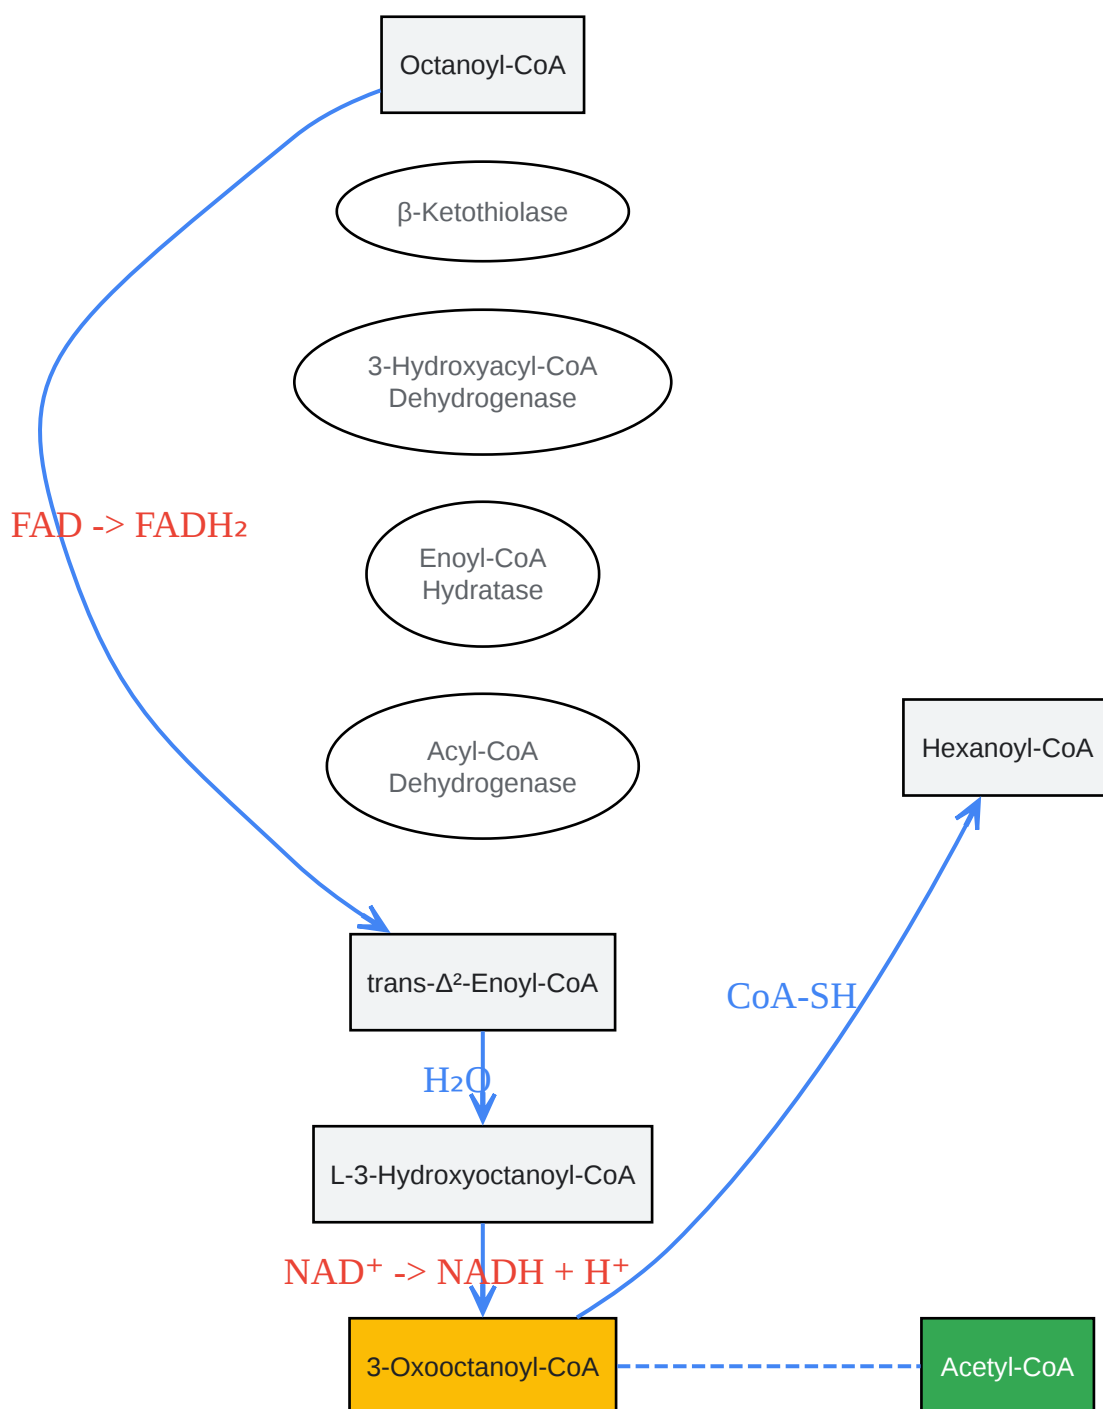 Octanoyl-CoA
β-Ketothiolase
3-Hydroxyacyl-CoA
Dehydrogenase
FAD -> FADH₂
Enoyl-CoA
Hydratase
Acyl-CoA
Dehydrogenase
Hexanoyl-CoA
trans-Δ²-Enoyl-CoA
CoA-SH
H₂O
L-3-Hydroxyoctanoyl-CoA
NAD⁺ -> NADH + H⁺
3-Oxooctanoyl-CoA
Acetyl-CoA